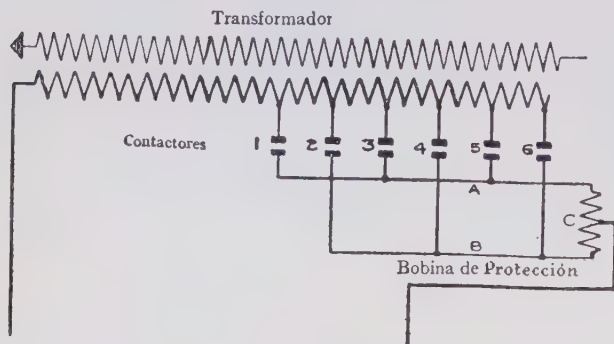 Transformador
Contactores 1 2 3 4 5 6
A
C
B
Bobina de Protección